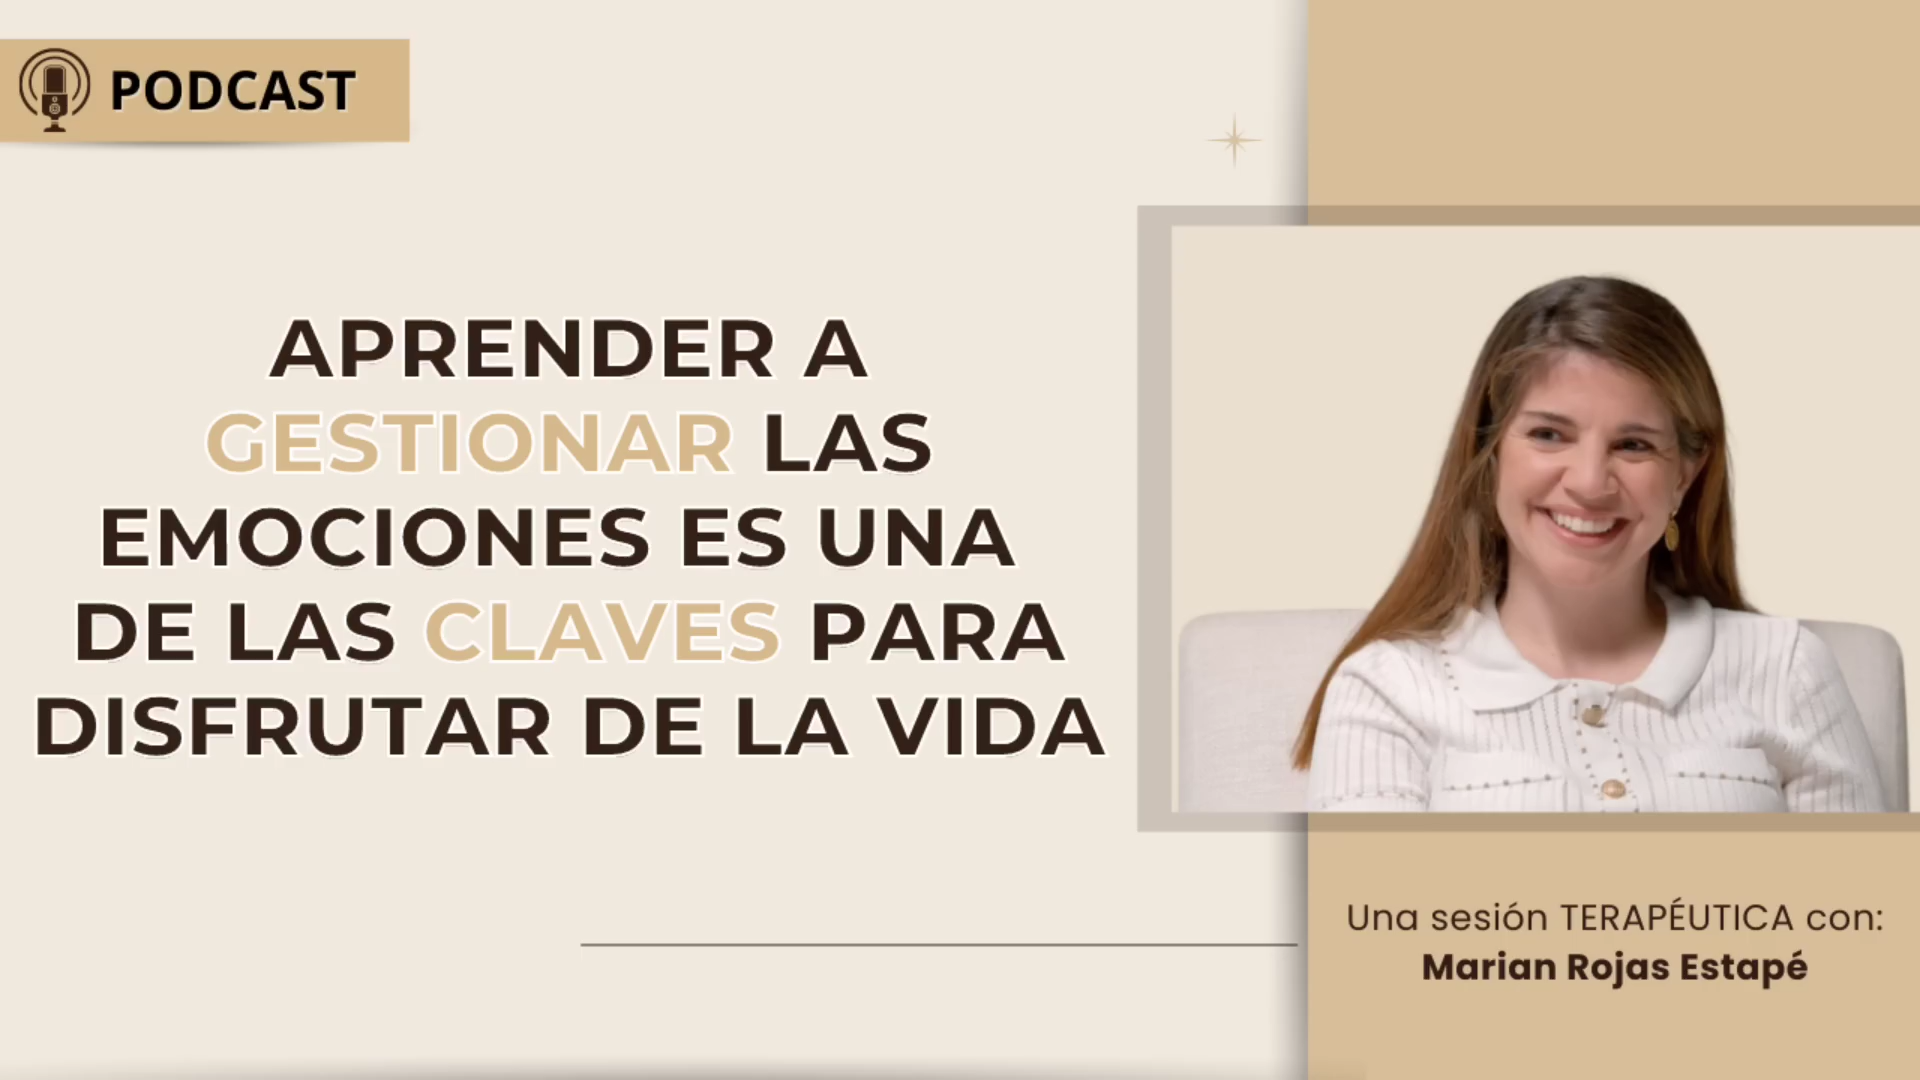 PODCAST
APRENDER A
GESTIONAR LAS
EMOCIONES ES UNA
DE LAS CLAVES PARA
DISFRUTAR DE LA VIDA
Una sesión TERAPÉUTICA con:
Marian Rojas Estapé